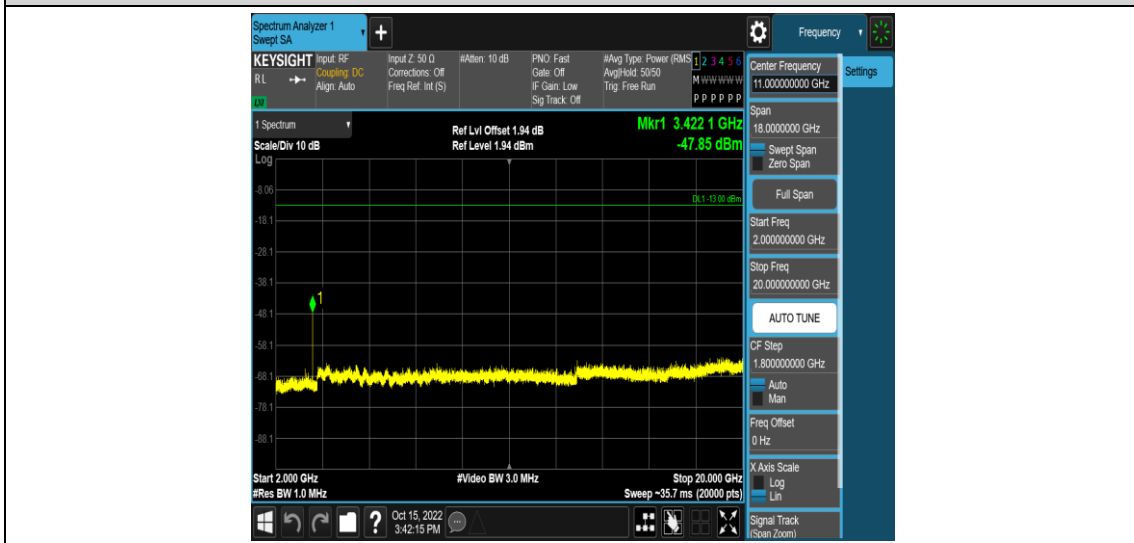 Spectrum Analyzer 1
Swept SA
+
Frequency
KEYSIGHT
RL
LNI
Input: RF
Coupling: DC
Align: Auto
Input Z: 50 Ω
Corrections: Off
Freq Ref: Int (S)
#Atten: 10 dB
PNO: Fast
Gate: Off
IF Gain: Low
Sig Track: Off
#Avg Type: Power (RMS
Avg|Hold: 50/50
Trig: Free Run
1 2 3 4 5 6
M W W W W W
P P P P P P
1 Spectrum
Scale/Div 10 dB
Ref Lvl Offset 1.94 dB
Ref Level 1.94 dBm
Mkr1 3.422 1 GHz
-47.85 dBm
Log
-8.06
-18.1
-28.1
-38.1
-48.1
-58.1
-68.1
-78.1
-88.1
DL1 -13.00 dBm
1
Start 2.000 GHz
#Res BW 1.0 MHz
#Video BW 3.0 MHz
Stop 20.000 GHz
Sweep ~35.7 ms (20000 pts)
Center Frequency
11.000000000 GHz
Settings
Span
18.0000000 GHz
Swept Span
Zero Span
Full Span
Start Freq
2.000000000 GHz
Stop Freq
20.000000000 GHz
AUTO TUNE
CF Step
1.800000000 GHz
Auto
Man
Freq Offset
0 Hz
X Axis Scale
Log
Lin
Signal Track
(Span Zoom)
?
Oct 15, 2022
3:42:15 PM